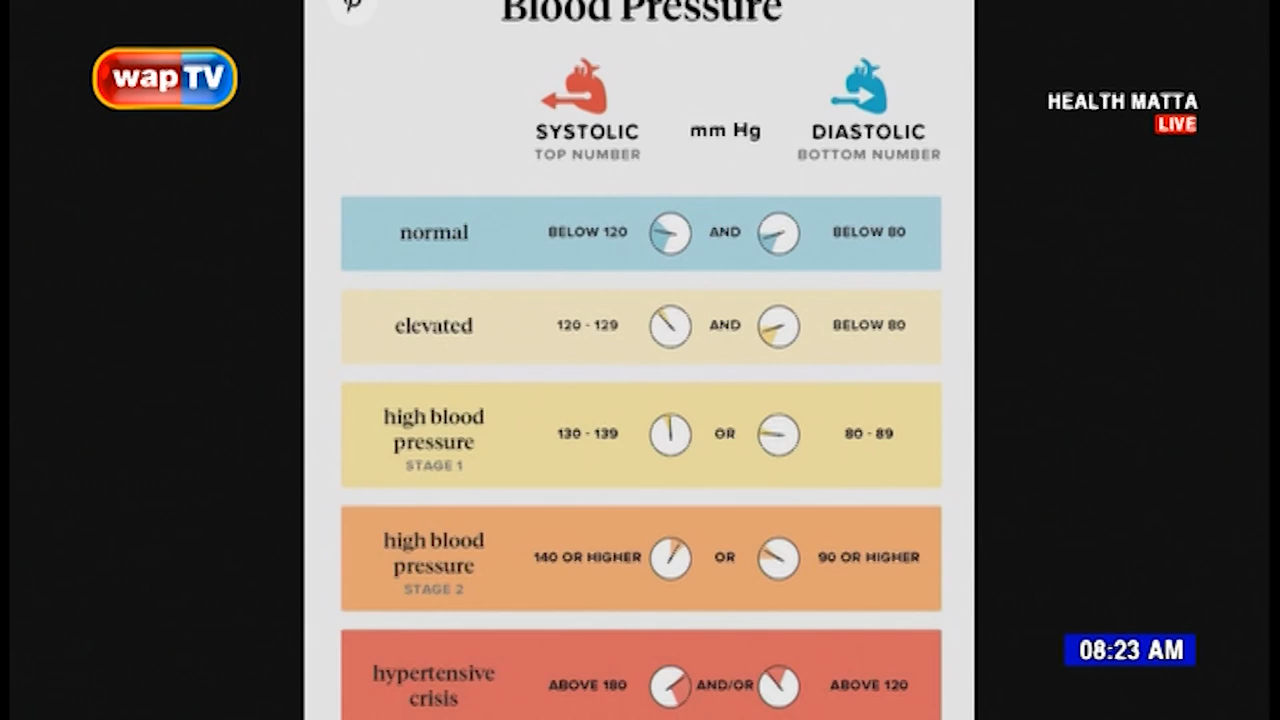 Blood Pressure
wap TV
HEALTH MATTA
LIVE
SYSTOLIC mm Hg DIASTOLIC
TOP NUMBER BOTTOM NUMBER
normal BELOW 120 AND BELOW 80
elevated 120 - 129 AND BELOW 80
high blood
pressure 130 - 139 OR 80 - 89
STAGE 1
high blood
pressure 140 OR HIGHER OR 90 OR HIGHER
STAGE 2
hypertensive
crisis ABOVE 180 AND/OR ABOVE 120
08:23 AM